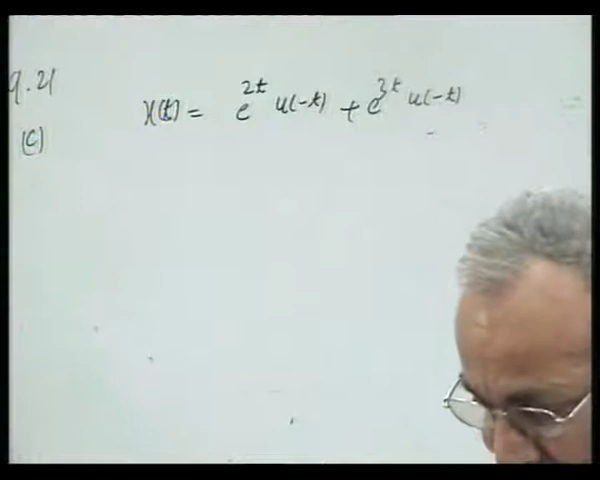 9.21
(c)
x(t) = e^{2t} u(-t) + e^{3t} u(-t)